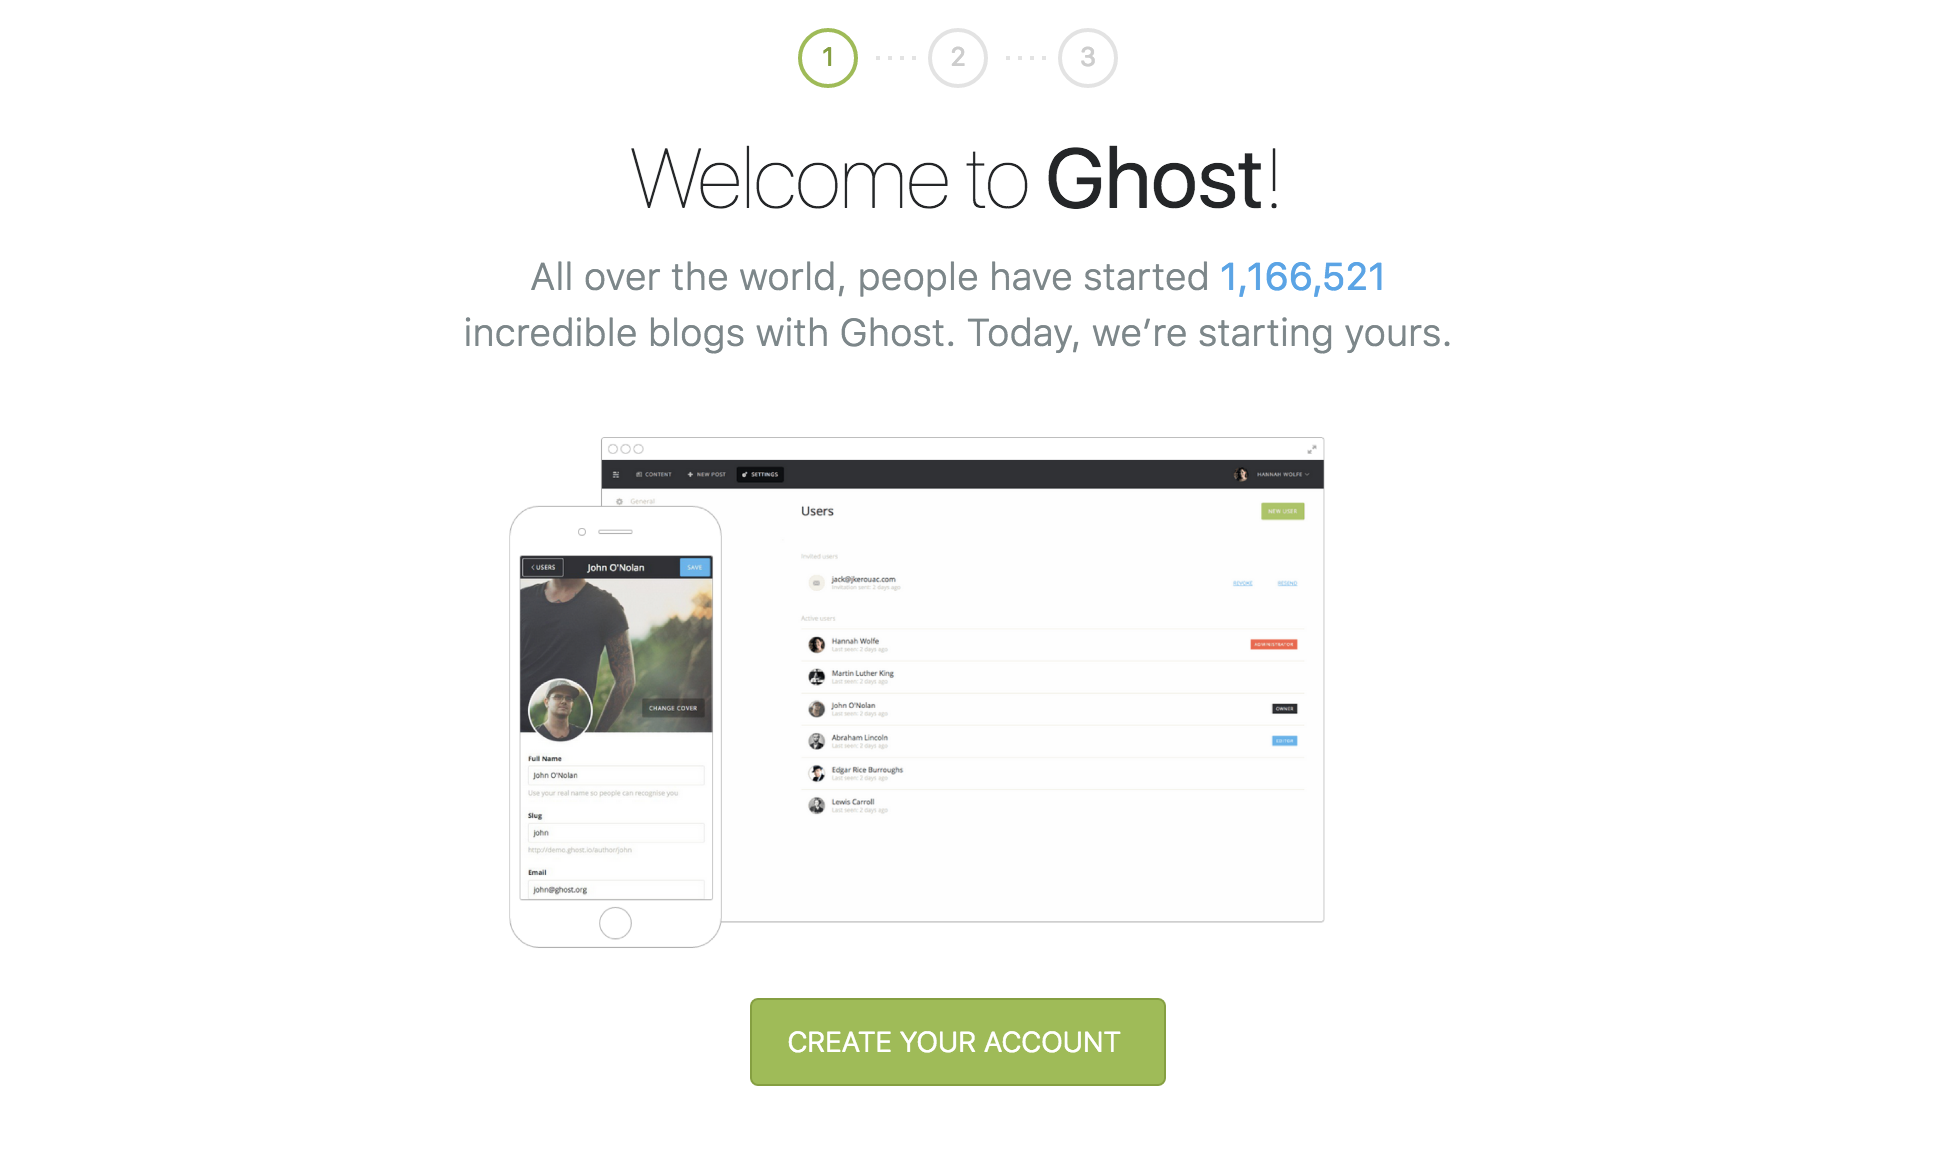 1
2
3
Welcome to Ghost!
All over the world, people have started 1,166,521
incredible blogs with Ghost. Today, we’re starting yours.
CONTENT
NEW POST
SETTINGS
HANNAH WOLFE
General
Users
NEW USER
Invited users
jack@jkerouac.com
Invitation sent: 2 days ago
REVOKE
RESEND
Active users
Hannah Wolfe
Last seen: 2 days ago
ADMINISTRATOR
Martin Luther King
Last seen: 2 days ago
John O'Nolan
Last seen: 2 days ago
OWNER
Abraham Lincoln
Last seen: 2 days ago
EDITOR
Edgar Rice Burroughs
Last seen: 2 days ago
Lewis Carroll
Last seen: 2 days ago
USERS
John O'Nolan
SAVE
CHANGE COVER
Full Name
John O'Nolan
Use your real name so people can recognise you
Slug
john
http://demo.ghost.io/author/john
Email
john@ghost.org
CREATE YOUR ACCOUNT